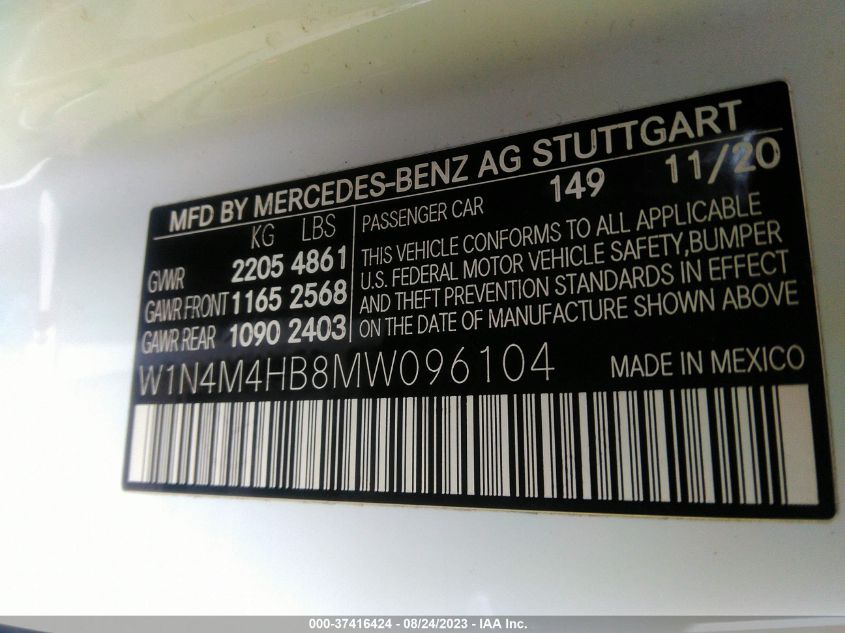 MFD BY MERCEDES-BENZ AG STUTTGART
KG LBS
GVWR 2205 4861
GAWR FRONT 1165 2568
GAWR REAR 1090 2403
PASSENGER CAR 149 11/20
THIS VEHICLE CONFORMS TO ALL APPLICABLE
U.S. FEDERAL MOTOR VEHICLE SAFETY,BUMPER
AND THEFT PREVENTION STANDARDS IN EFFECT
ON THE DATE OF MANUFACTURE SHOWN ABOVE
W1N4M4HB8MW096104 MADE IN MEXICO
000-37416424 - 08/24/2023 - IAA Inc.